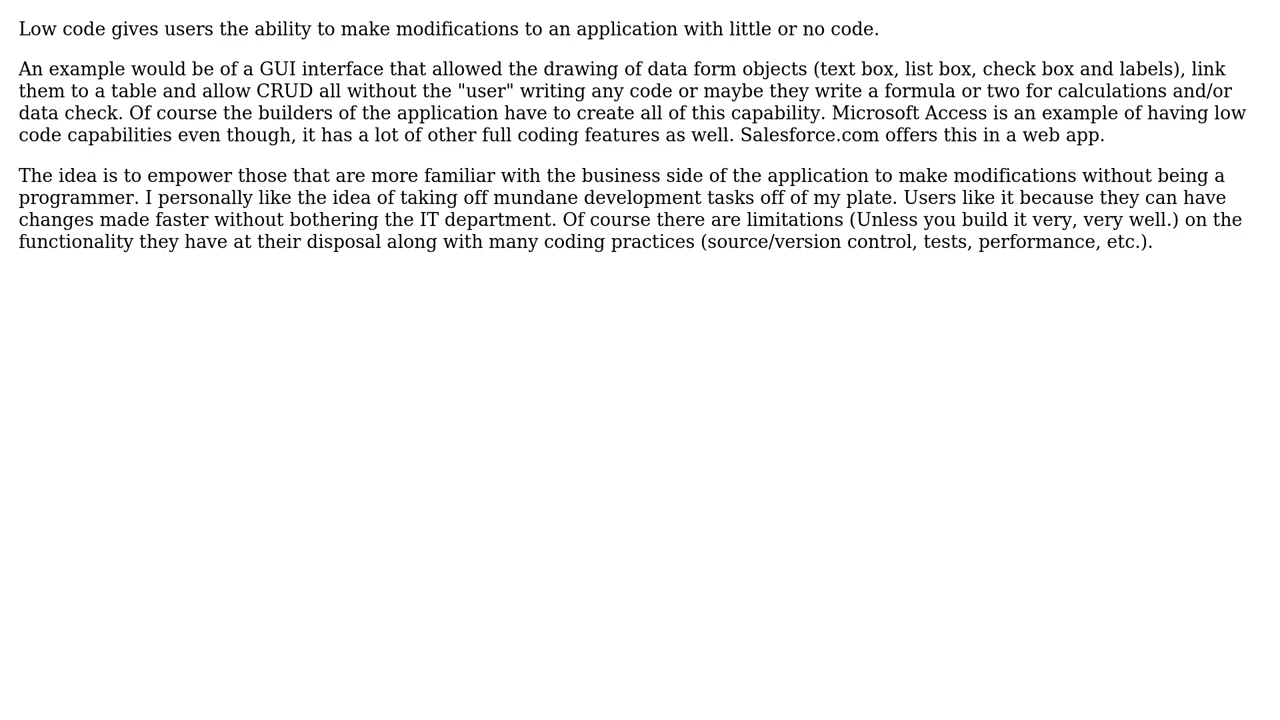 Low code gives users the ability to make modifications to an application with little or no code.
An example would be of a GUI interface that allowed the drawing of data form objects (text box, list box, check box and labels), link
them to a table and allow CRUD all without the "user" writing any code or maybe they write a formula or two for calculations and/or
data check. Of course the builders of the application have to create all of this capability. Microsoft Access is an example of having low
code capabilities even though, it has a lot of other full coding features as well. Salesforce.com offers this in a web app.
The idea is to empower those that are more familiar with the business side of the application to make modifications without being a
programmer. I personally like the idea of taking off mundane development tasks off of my plate. Users like it because they can have
changes made faster without bothering the IT department. Of course there are limitations (Unless you build it very, very well.) on the
functionality they have at their disposal along with many coding practices (source/version control, tests, performance, etc.).